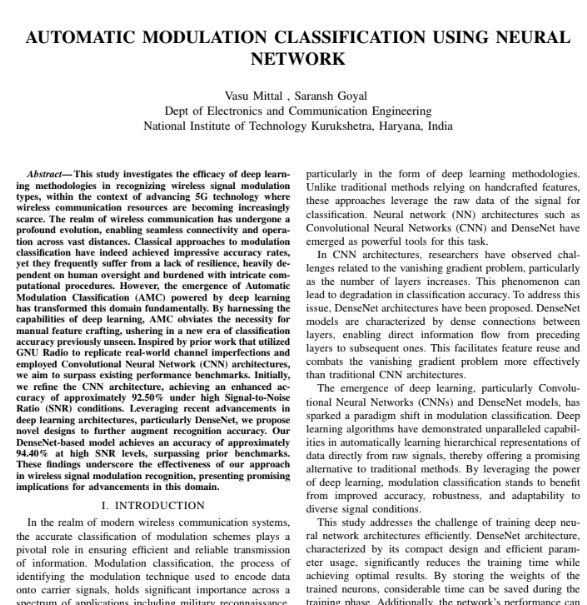 AUTOMATIC MODULATION CLASSIFICATION USING NEURAL
NETWORK
Vasu Mittal , Saransh Goyal
Dept of Electronics and Communication Engineering
National Institute of Technology Kurukshetra, Haryana, India
Abstract—This study investigates the efficacy of deep learn-
ing methodologies in recognizing wireless signal modulation
types, within the context of advancing 5G technology where
wireless communication resources are becoming increasingly
scarce. The realm of wireless communication has undergone a
profound evolution, enabling seamless connectivity and opera-
tion across vast distances. Classical approaches to modulation
classification have indeed achieved impressive accuracy rates,
yet they frequently suffer from a lack of resilience, heavily de-
pendent on human oversight and burdened with intricate com-
putational procedures. However, the emergence of Automatic
Modulation Classification (AMC) powered by deep learning
has transformed this domain fundamentally. By harnessing the
capabilities of deep learning, AMC obviates the necessity for
manual feature crafting, ushering in a new era of classification
accuracy previously unseen. Inspired by prior work that utilized
GNU Radio to replicate real-world channel imperfections and
employed Convolutional Neural Network (CNN) architectures,
we aim to surpass existing performance benchmarks. Initially,
we refine the CNN architecture, achieving an enhanced ac-
curacy of approximately 92.50% under high Signal-to-Noise
Ratio (SNR) conditions. Leveraging recent advancements in
deep learning architectures, particularly DenseNet, we propose
novel designs to further augment recognition accuracy. Our
DenseNet-based model achieves an accuracy of approximately
94.40% at high SNR levels, surpassing prior benchmarks.
These findings underscore the effectiveness of our approach
in wireless signal modulation recognition, presenting promising
implications for advancements in this domain.
I. INTRODUCTION
In the realm of modern wireless communication systems,
the accurate classification of modulation schemes plays a
pivotal role in ensuring efficient and reliable transmission
of information. Modulation classification, the process of
identifying the modulation technique used to encode data
onto carrier signals, holds significant importance across a
spectrum of applications including military reconnaissance,
particularly in the form of deep learning methodologies.
Unlike traditional methods relying on handcrafted features,
these approaches leverage the raw data of the signal for
classification. Neural network (NN) architectures such as
Convolutional Neural Networks (CNN) and DenseNet have
emerged as powerful tools for this task.
In CNN architectures, researchers have observed chal-
lenges related to the vanishing gradient problem, particularly
as the number of layers increases. This phenomenon can
lead to degradation in classification accuracy. To address this
issue, DenseNet architectures have been proposed. DenseNet
models are characterized by dense connections between
layers, enabling direct information flow from preceding
layers to subsequent ones. This facilitates feature reuse and
combats the vanishing gradient problem more effectively
than traditional CNN architectures.
The emergence of deep learning, particularly Convolu-
tional Neural Networks (CNNs) and DenseNet models, has
sparked a paradigm shift in modulation classification. Deep
learning algorithms have demonstrated unparalleled capabil-
ities in automatically learning hierarchical representations of
data directly from raw signals, thereby offering a promising
alternative to traditional methods. By leveraging the power
of deep learning, modulation classification stands to benefit
from improved accuracy, robustness, and adaptability to
diverse signal conditions.
This study addresses the challenge of training deep neu-
ral network architectures efficiently. DenseNet architecture,
characterized by its compact design and efficient param-
eter usage, significantly reduces the training time while
achieving optimal results. By storing the weights of the
trained neurons, considerable time can be saved during the
training phase. Additionally, the network's performance can